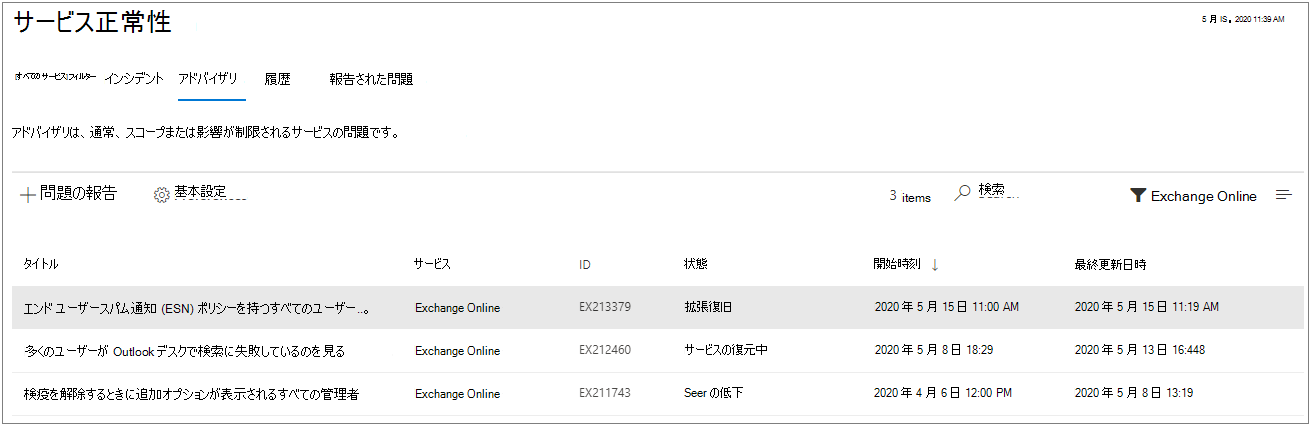 サービス正常性
5 月 IS。2020 11:39 AM
すべてのサービスフィルター インシデント アドバイザリ 履歴 報告された問題
アドバイザリは、通常、スコープまたは影響が制限されるサービスの問題です。
問題の報告 基本設定 3 items 検索 Exchange Online
タイトル サービス ID 状態 開始時刻 ↓ 最終更新日時
エンド ユーザースパム通知 (ESN) ポリシーを持つすべてのユーザー...。 Exchange Online EX213379 拡張復旧 2020 年 5 月 15 日 11:00 AM 2020 年 5 月 15 日 11:19 AM
多くのユーザーが Outlook デスクで検索に失敗しているのを見る Exchange Online EX212460 サービスの復元中 2020 年 5 月 8 日 18:29 2020 年 5 月 13 日 16:448
検疫を解除するときに追加オプションが表示されるすべての管理者 Exchange Online EX211743 Seer の低下 2020 年 4 月 6 日 12:00 PM 2020 年 5 月 8 日 13:19